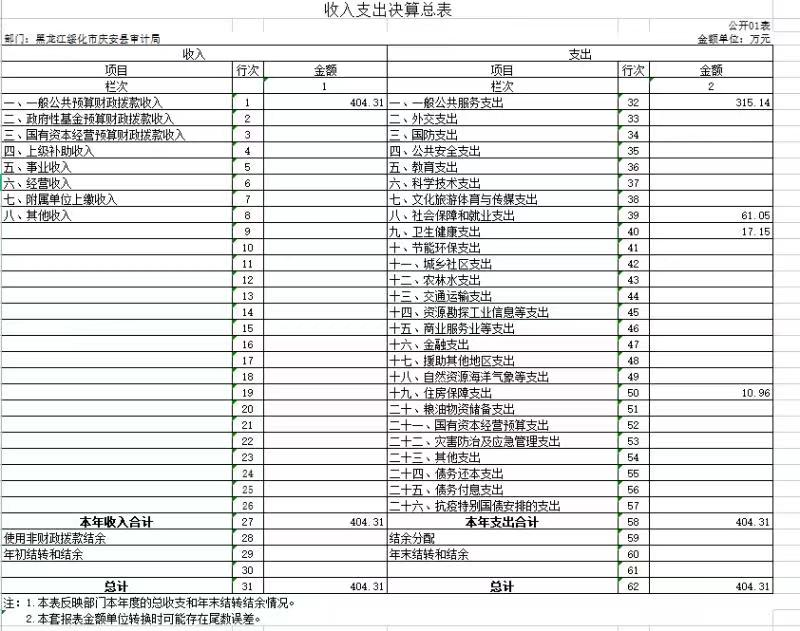 收入支出决算总表
公开01表
部门：黑龙江绥化市庆安县审计局 金额单位：万元
收入 支出
项目 行次 金额 项目 行次 金额
栏次 1 栏次 2
一、一般公共预算财政拨款收入 1 404.31 一、一般公共服务支出 32 315.14
二、政府性基金预算财政拨款收入 2 二、外交支出 33
三、国有资本经营预算财政拨款收入 3 三、国防支出 34
四、上级补助收入 4 四、公共安全支出 35
五、事业收入 5 五、教育支出 36
六、经营收入 6 六、科学技术支出 37
七、附属单位上缴收入 7 七、文化旅游体育与传媒支出 38
八、其他收入 8 八、社会保障和就业支出 39 61.05
9 九、卫生健康支出 40 17.15
10 十、节能环保支出 41
11 十一、城乡社区支出 42
12 十二、农林水支出 43
13 十三、交通运输支出 44
14 十四、资源勘探工业信息等支出 45
15 十五、商业服务业等支出 46
16 十六、金融支出 47
17 十七、援助其他地区支出 48
18 十八、自然资源海洋气象等支出 49
19 十九、住房保障支出 50 10.96
20 二十、粮油物资储备支出 51
21 二十一、国有资本经营预算支出 52
22 二十二、灾害防治及应急管理支出 53
23 二十三、其他支出 54
24 二十四、债务还本支出 55
25 二十五、债务付息支出 56
26 二十六、抗疫特别国债安排的支出 57
本年收入合计 27 404.31 本年支出合计 58 404.31
使用非财政拨款结余 28 结余分配 59
年初结转和结余 29 年末结转和结余 60
30 61
总计 31 404.31 总计 62 404.31
注：1.本表反映部门本年度的总收支和年末结转结余情况。
2.本套报表金额单位转换时可能存在尾数误差。